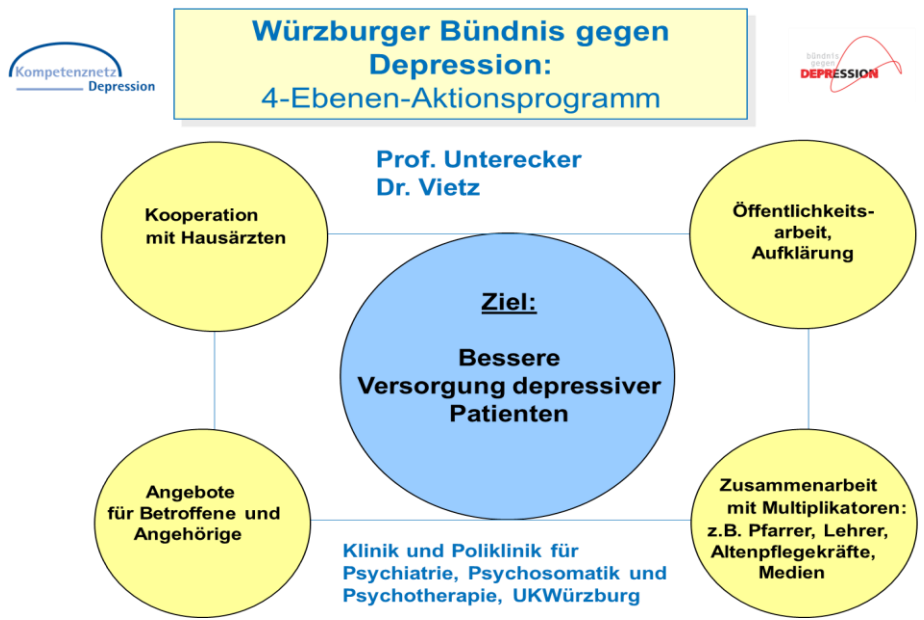 Würzburger Bündnis gegen
Depression:
4-Ebenen-Aktionsprogramm
Kompetenznetz
Depression
bündnis
gegen
DEPRESSION
Prof. Unterecker
Dr. Vietz
Kooperation
mit Hausärzten
Öffentlichkeits-
arbeit,
Aufklärung
Ziel:
Bessere
Versorgung depressiver
Patienten
Angebote
für Betroffene und
Angehörige
Zusammenarbeit
mit Multiplikatoren:
z.B. Pfarrer, Lehrer,
Altenpflegekräfte,
Medien
Klinik und Poliklinik für
Psychiatrie, Psychosomatik und
Psychotherapie, UKWürzburg